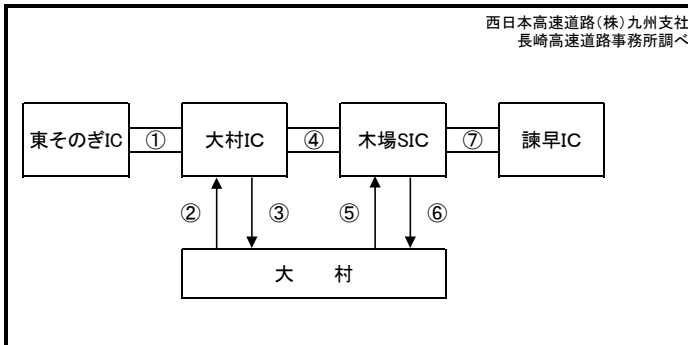 西日本高速道路(株)九州支社
長崎高速道路事務所調べ
東そのぎIC ① 大村IC ④ 木場SIC ⑦ 諫早IC
② ③ ⑤ ⑥
大 村